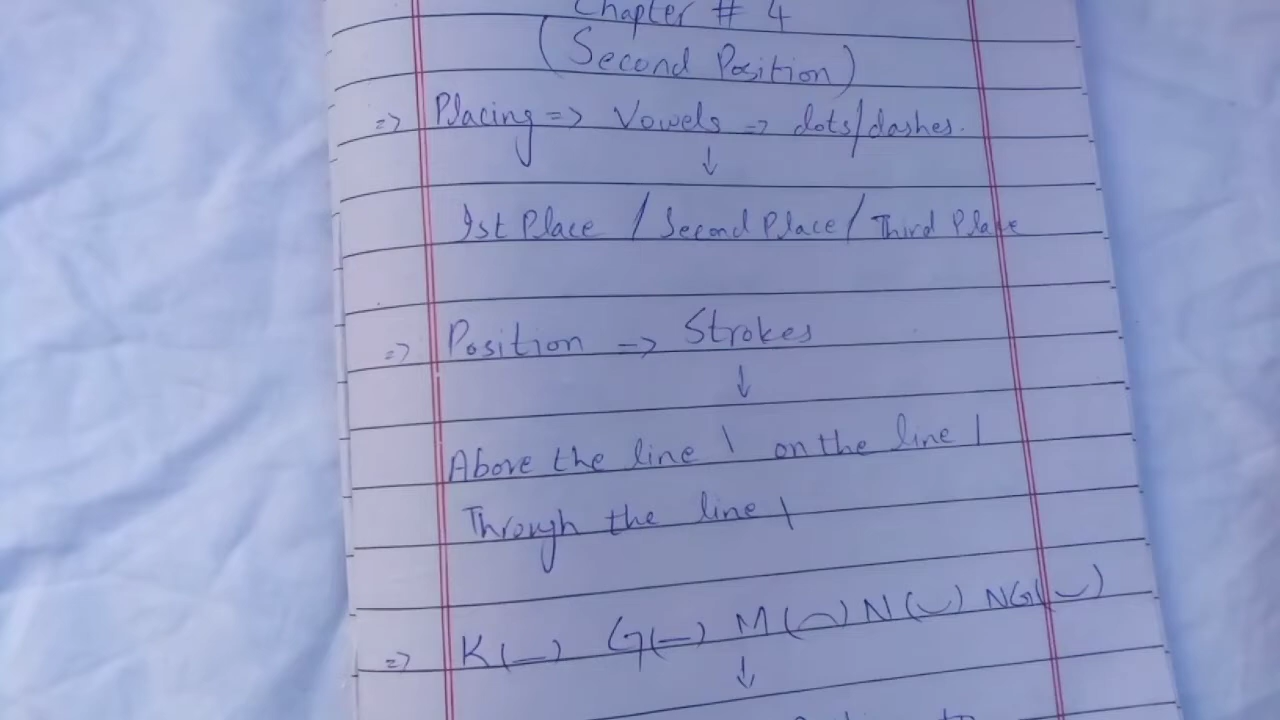 Chapter # 4
(Second Position)
=> Placing => Vowels → dots/dashes.
↓
1st Place / Second Place / Third Place
=> Position => Strokes
↓
Above the line \ on the line |
Through the line \
=> K(—) G(—) M(⌒) N(‿) NG(‿)
↓